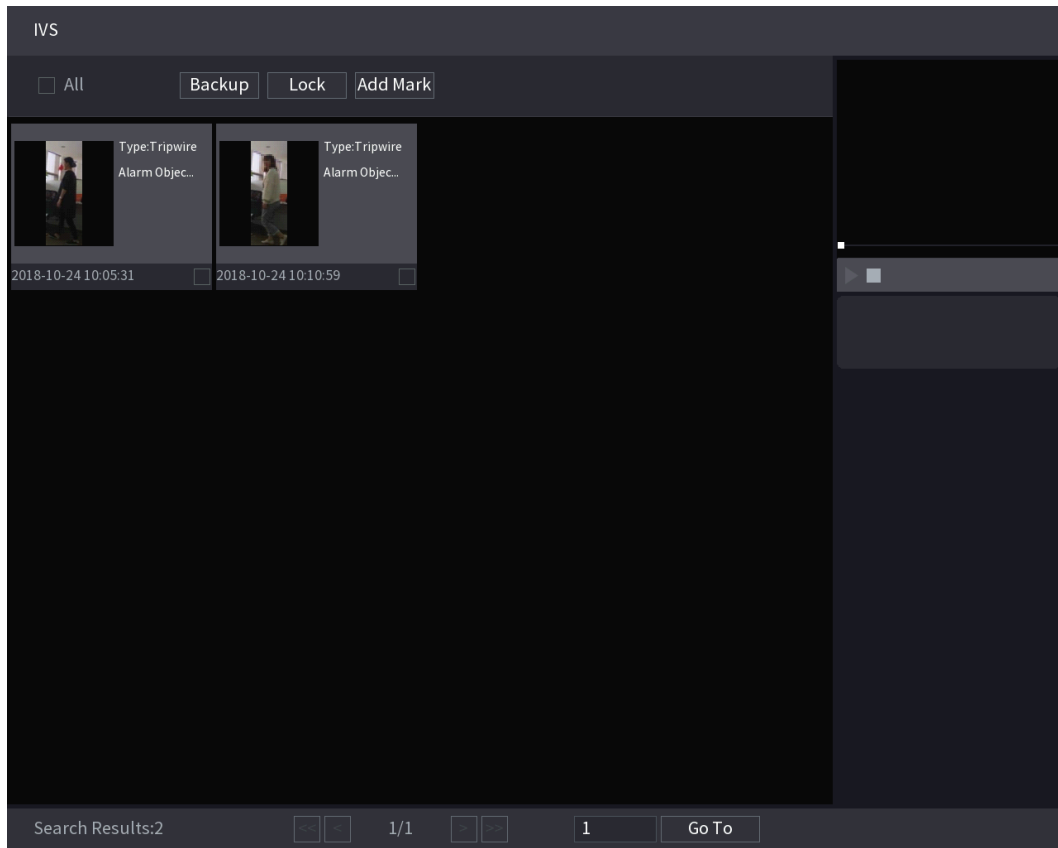 IVS
All
Backup
Lock
Add Mark
Type:Tripwire
Alarm Objec...
2018-10-24 10:05:31
Type:Tripwire
Alarm Objec...
2018-10-24 10:10:59
Search Results:2
<<
<
1/1
>
>>
1
Go To